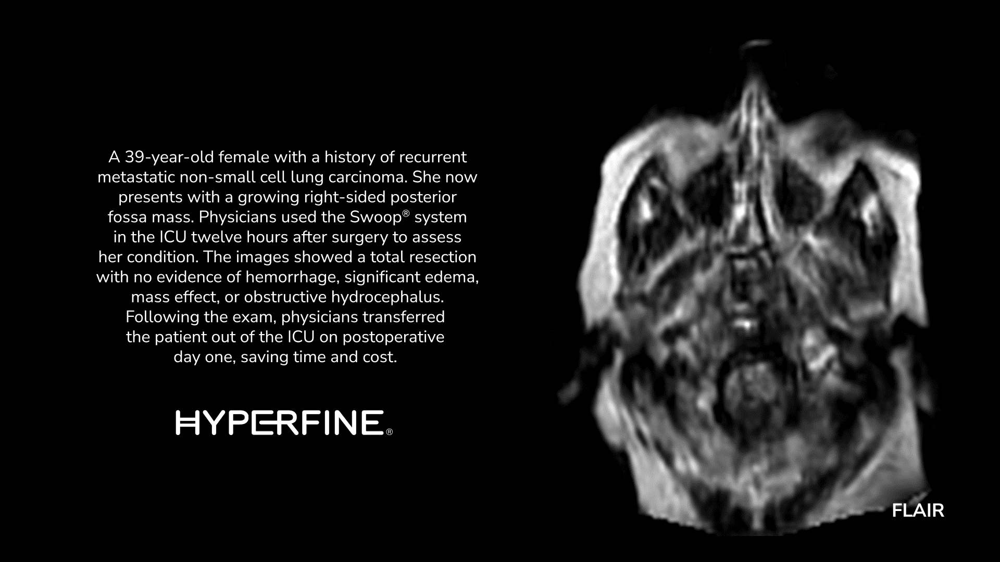 A 39-year-old female with a history of recurrent
metastatic non-small cell lung carcinoma. She now
presents with a growing right-sided posterior
fossa mass. Physicians used the Swoop® system
in the ICU twelve hours after surgery to assess
her condition. The images showed a total resection
with no evidence of hemorrhage, significant edema,
mass effect, or obstructive hydrocephalus.
Following the exam, physicians transferred
the patient out of the ICU on postoperative
day one, saving time and cost.
HYPERFINE®
FLAIR